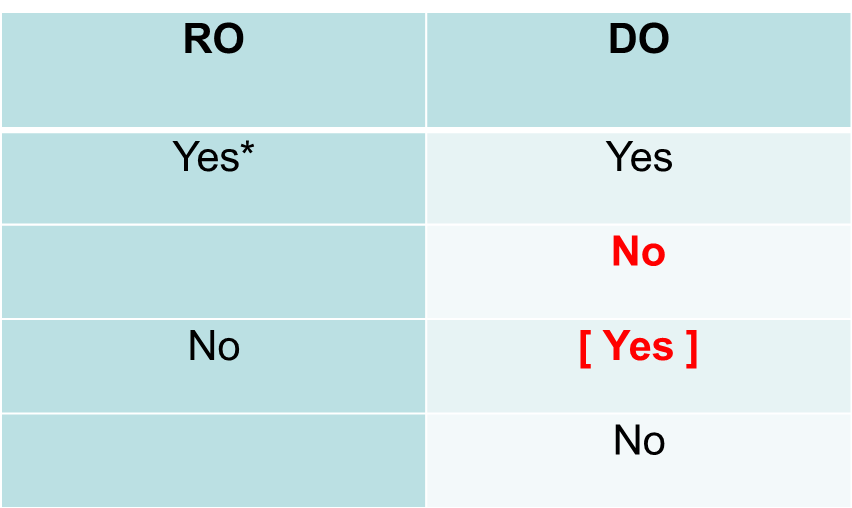 RO DO
Yes* Yes
No
No [ Yes ]
No